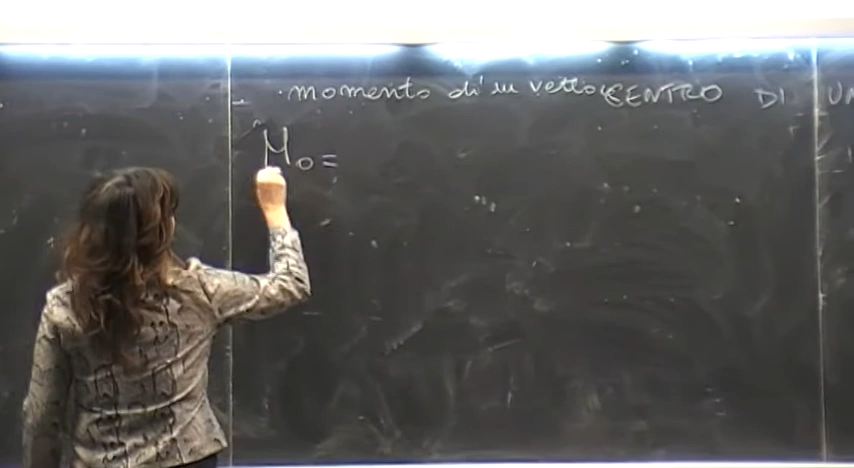 momento di un vettore CENTRO DI UN
M₀ =